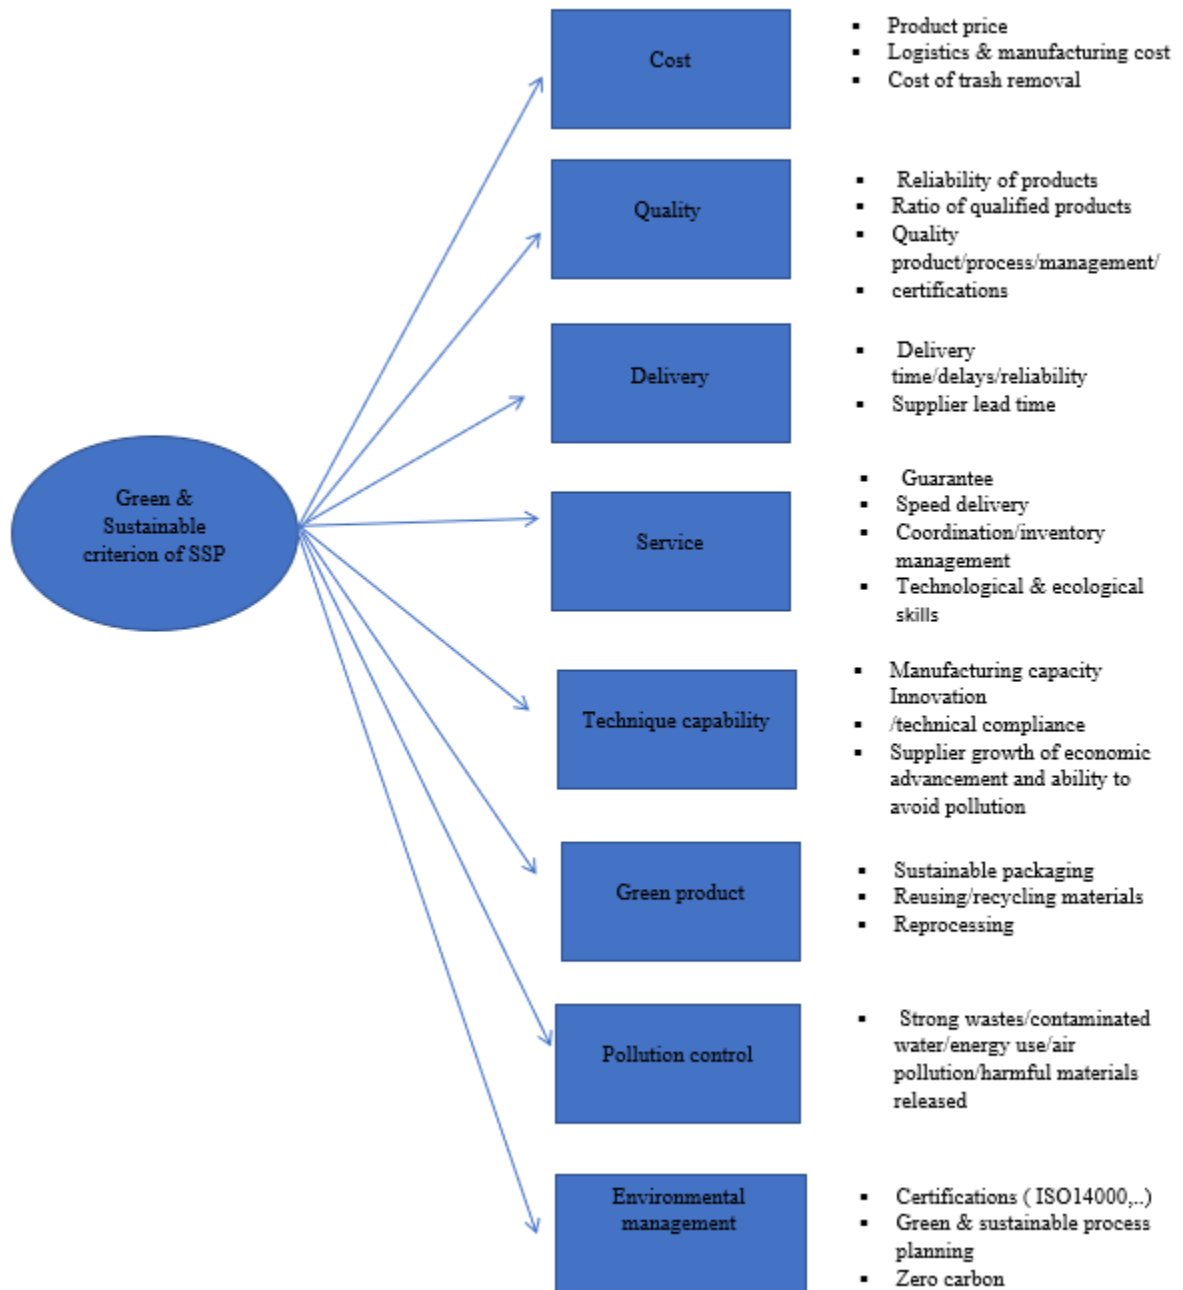 Cost
▪ Product price
▪ Logistics & manufacturing cost
▪ Cost of trash removal
Quality
▪ Reliability of products
▪ Ratio of qualified products
▪ Quality
product/process/management/
▪ certifications
Delivery
▪ Delivery
time/delays/reliability
▪ Supplier lead time
Green &
Sustainable
criterion of SSP
Service
▪ Guarantee
▪ Speed delivery
▪ Coordination/inventory
management
▪ Technological & ecological
skills
Technique capability
▪ Manufacturing capacity
Innovation
▪ /technical compliance
▪ Supplier growth of economic
advancement and ability to
avoid pollution
Green product
▪ Sustainable packaging
▪ Reusing/recycling materials
▪ Reprocessing
Pollution control
▪ Strong wastes/contaminated
water/energy use/air
pollution/harmful materials
released
Environmental
management
▪ Certifications ( ISO14000,..)
▪ Green & sustainable process
planning
▪ Zero carbon